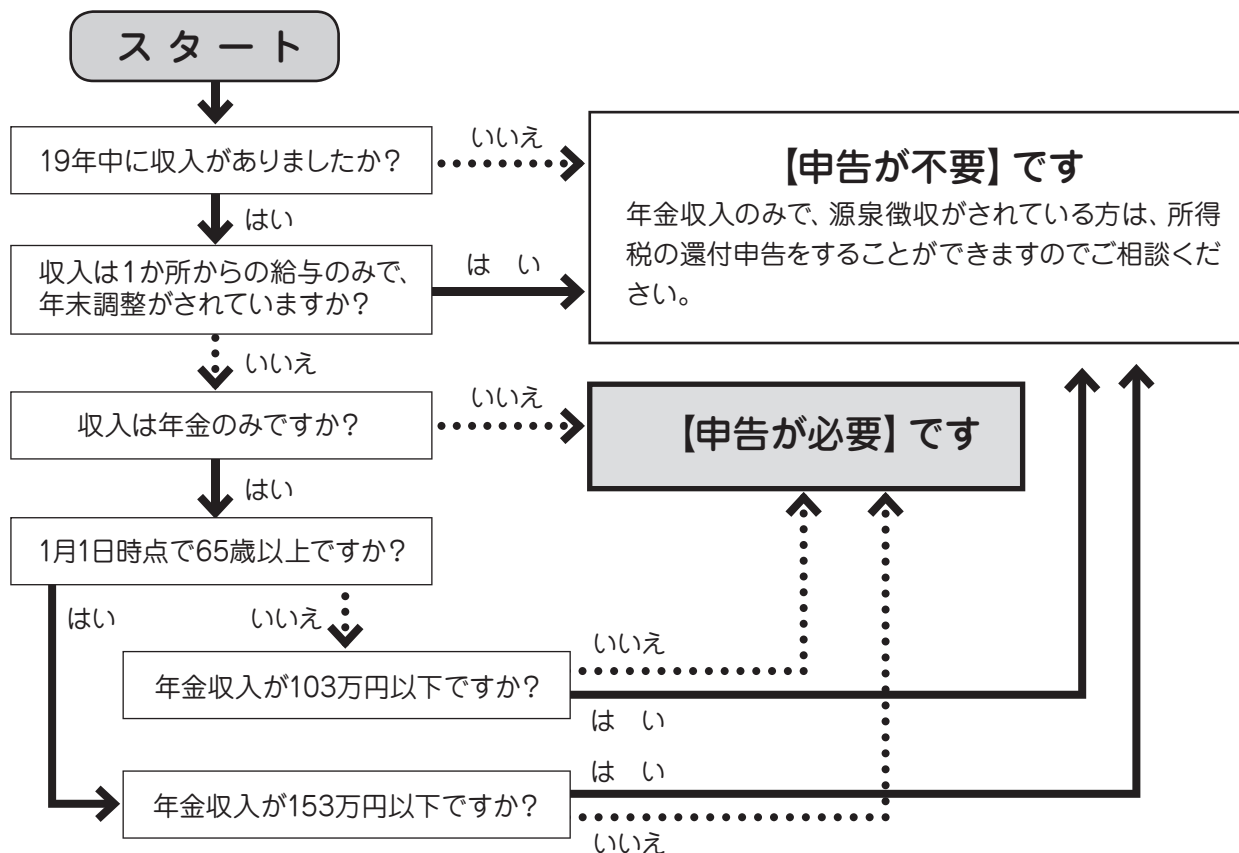 スタート
19年中に収入がありましたか？
いいえ
はい
【申告が不要】です
年金収入のみで、源泉徴収がされている方は、所得
税の還付申告をすることができますのでご相談くだ
さい。
収入は1か所からの給与のみで、
年末調整がされていますか？
は い
いいえ
収入は年金のみですか？
いいえ
【申告が必要】です
はい
1月1日時点で65歳以上ですか？
はい
いいえ
年金収入が103万円以下ですか？
いいえ
は い
年金収入が153万円以下ですか？
は い
いいえ